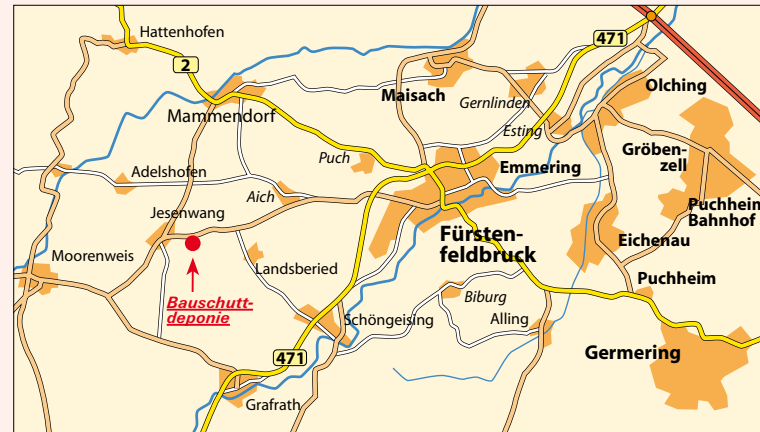 Hattenhofen
471
2
Maisach
Olching
Mammendorf
Gernlinden
Esting
Puch
Emmering
Gröben-
zell
Adelshofen
Aich
Jesenwang
Puchheim
Bahnhof
Fürsten-
feldbruck
Eichenau
Moorenweis
Landsberied
Puchheim
Bauschutt-
deponie
Biburg
Schöngeising
Alling
Germering
471
Grafrath